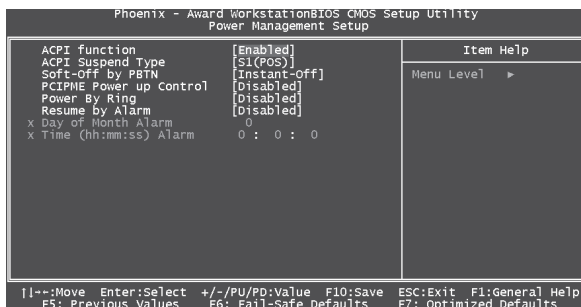 Phoenix - Award WorkstationBIOS CMOS Setup Utility
Power Management Setup
ACPI function [Enabled]
ACPI Suspend Type [S1(POS)]
Soft-Off by PBTN [Instant-Off]
PCIPME Power up Control [Disabled]
Power By Ring [Disabled]
Resume by Alarm [Disabled]
x Day of Month Alarm 0
x Time (hh:mm:ss) Alarm 0 : 0 : 0
Item Help
Menu Level ►
↑↓→←:Move Enter:Select +/-/PU/PD:Value F10:Save ESC:Exit F1:General Help
F5: Previous Values F6: Fail-Safe Defaults F7: Optimized Defaults